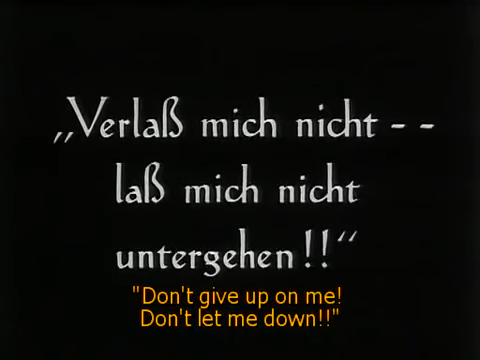 „Verlaß mich nicht - -
laß mich nicht
untergehen!!“
"Don't give up on me!
Don't let me down!!"